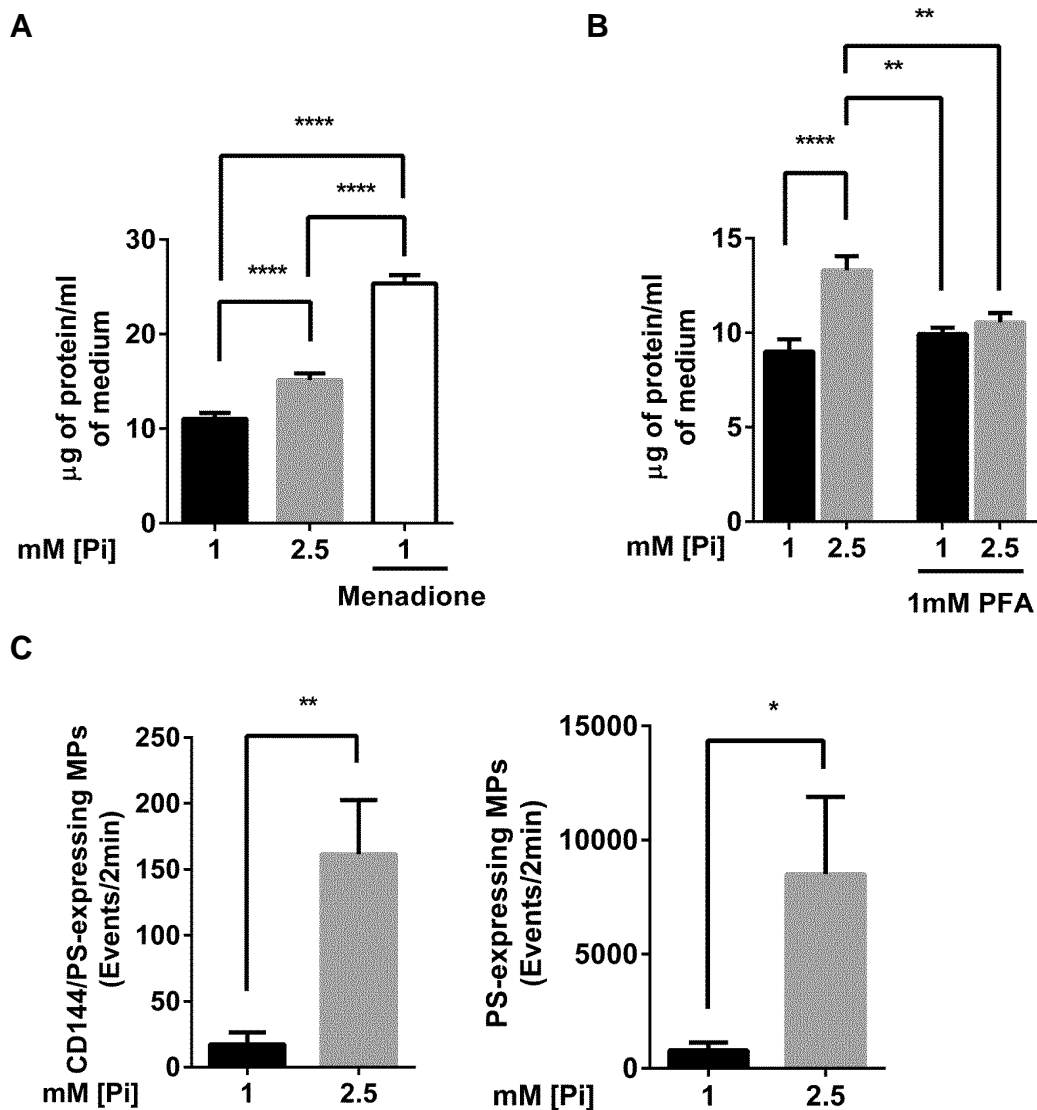 A
****
****
****
30
20
10
0
μg of protein/ml
of medium
mM [Pi]
1
2.5
1
Menadione
B
**
**
****
15
10
5
0
μg of protein/ml
of medium
mM [Pi]
1
2.5
1
2.5
1mM PFA
C
**
250
200
150
100
50
0
CD144/PS-expressing MPs
(Events/2min)
mM [Pi]
1
2.5
*
15000
10000
5000
0
PS-expressing MPs
(Events/2min)
mM [Pi]
1
2.5